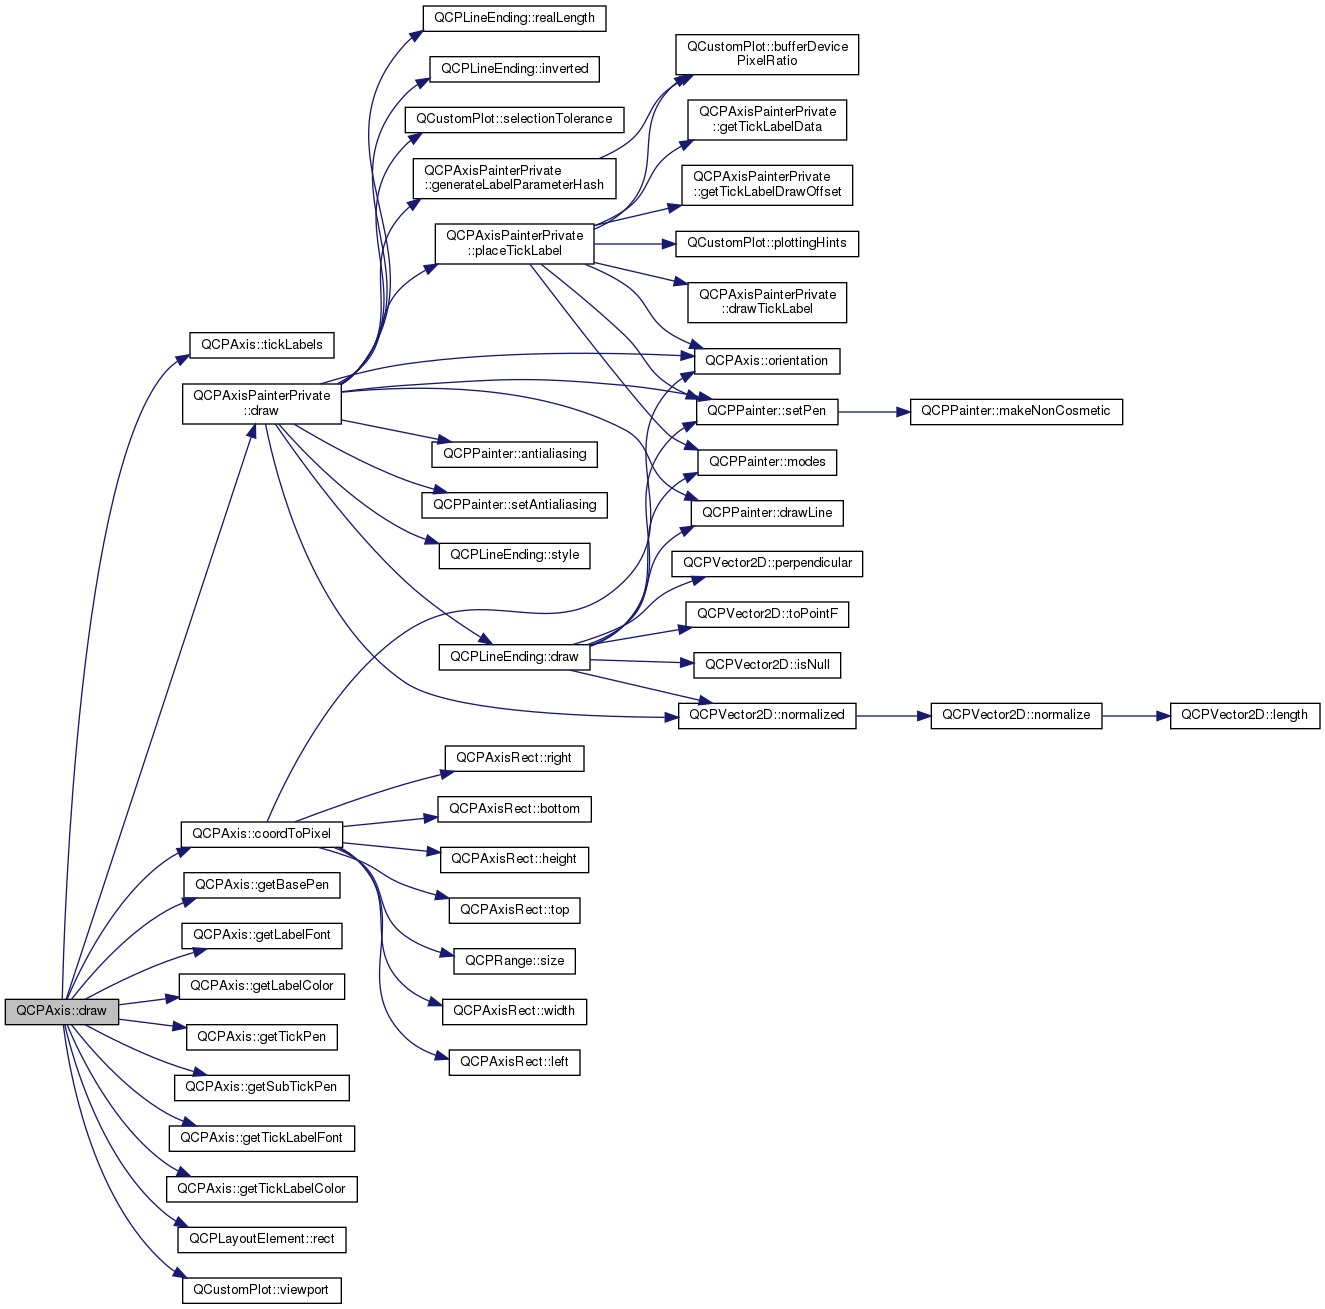 QCPLineEnding::realLength
QCPLineEnding::inverted
QCustomPlot::selectionTolerance
QCPAxisPainterPrivate
::generateLabelParameterHash
QCPAxisPainterPrivate
::placeTickLabel
QCustomPlot::bufferDevice
PixelRatio
QCPAxisPainterPrivate
::getTickLabelData
QCPAxisPainterPrivate
::getTickLabelDrawOffset
QCustomPlot::plottingHints
QCPAxisPainterPrivate
::drawTickLabel
QCPAxis::tickLabels
QCPAxisPainterPrivate
::draw
QCPAxis::orientation
QCPPainter::setPen
QCPPainter::makeNonCosmetic
QCPPainter::antialiasing
QCPPainter::modes
QCPPainter::setAntialiasing
QCPPainter::drawLine
QCPLineEnding::style
QCPVector2D::perpendicular
QCPVector2D::toPointF
QCPLineEnding::draw
QCPVector2D::isNull
QCPVector2D::normalized
QCPVector2D::normalize
QCPVector2D::length
QCPAxisRect::right
QCPAxisRect::bottom
QCPAxis::coordToPixel
QCPAxisRect::height
QCPAxis::getBasePen
QCPAxisRect::top
QCPAxis::getLabelFont
QCPRange::size
QCPAxis::getLabelColor
QCPAxis::draw
QCPAxisRect::width
QCPAxis::getTickPen
QCPAxisRect::left
QCPAxis::getSubTickPen
QCPAxis::getTickLabelFont
QCPAxis::getTickLabelColor
QCPLayoutElement::rect
QCustomPlot::viewport